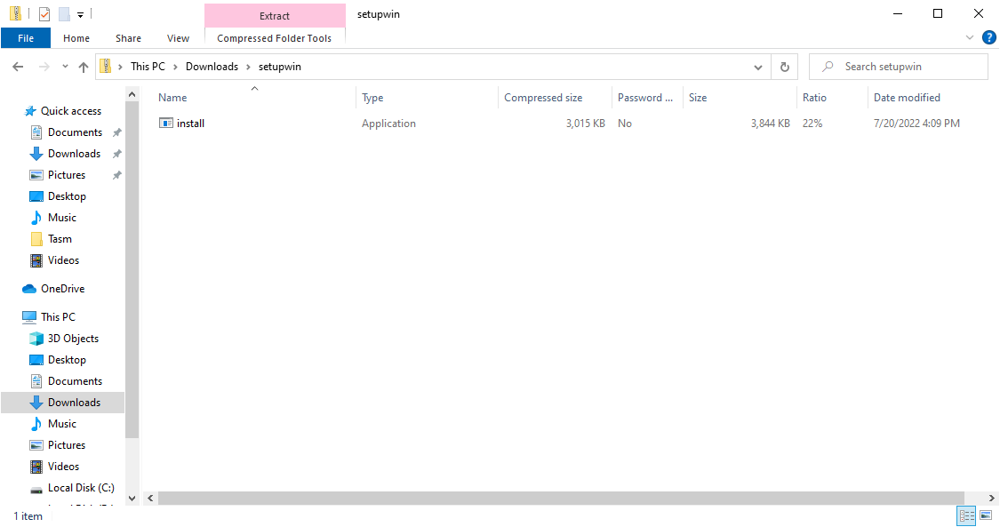 Extract
setupwin
File
Home
Share
View
Compressed Folder Tools
?
This PC
Downloads
setupwin
Search setupwin
Name
Type
Compressed size
Password ...
Size
Ratio
Date modified
install
Application
3,015 KB
No
3,844 KB
22%
7/20/2022 4:09 PM
Quick access
Documents
Downloads
Pictures
Desktop
Music
Tasm
Videos
OneDrive
This PC
3D Objects
Desktop
Documents
Downloads
Music
Pictures
Videos
Local Disk (C:)
1 item